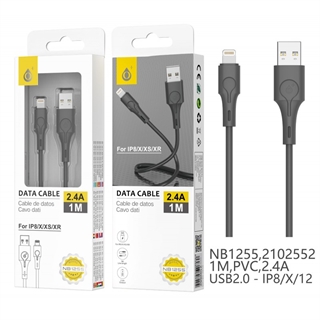 DATA CABLE
Cable de datos
Cavo dati
2.4A
1M
For IP8/X/XS/XR
NB1255
For IP8/X/XS/XR
DATA CABLE
Cable de datos
Cavo dati
2.4A
1M
NB1255
NB1255,2102552
1M,PVC,2.4A
USB2.0 - IP8/X/12